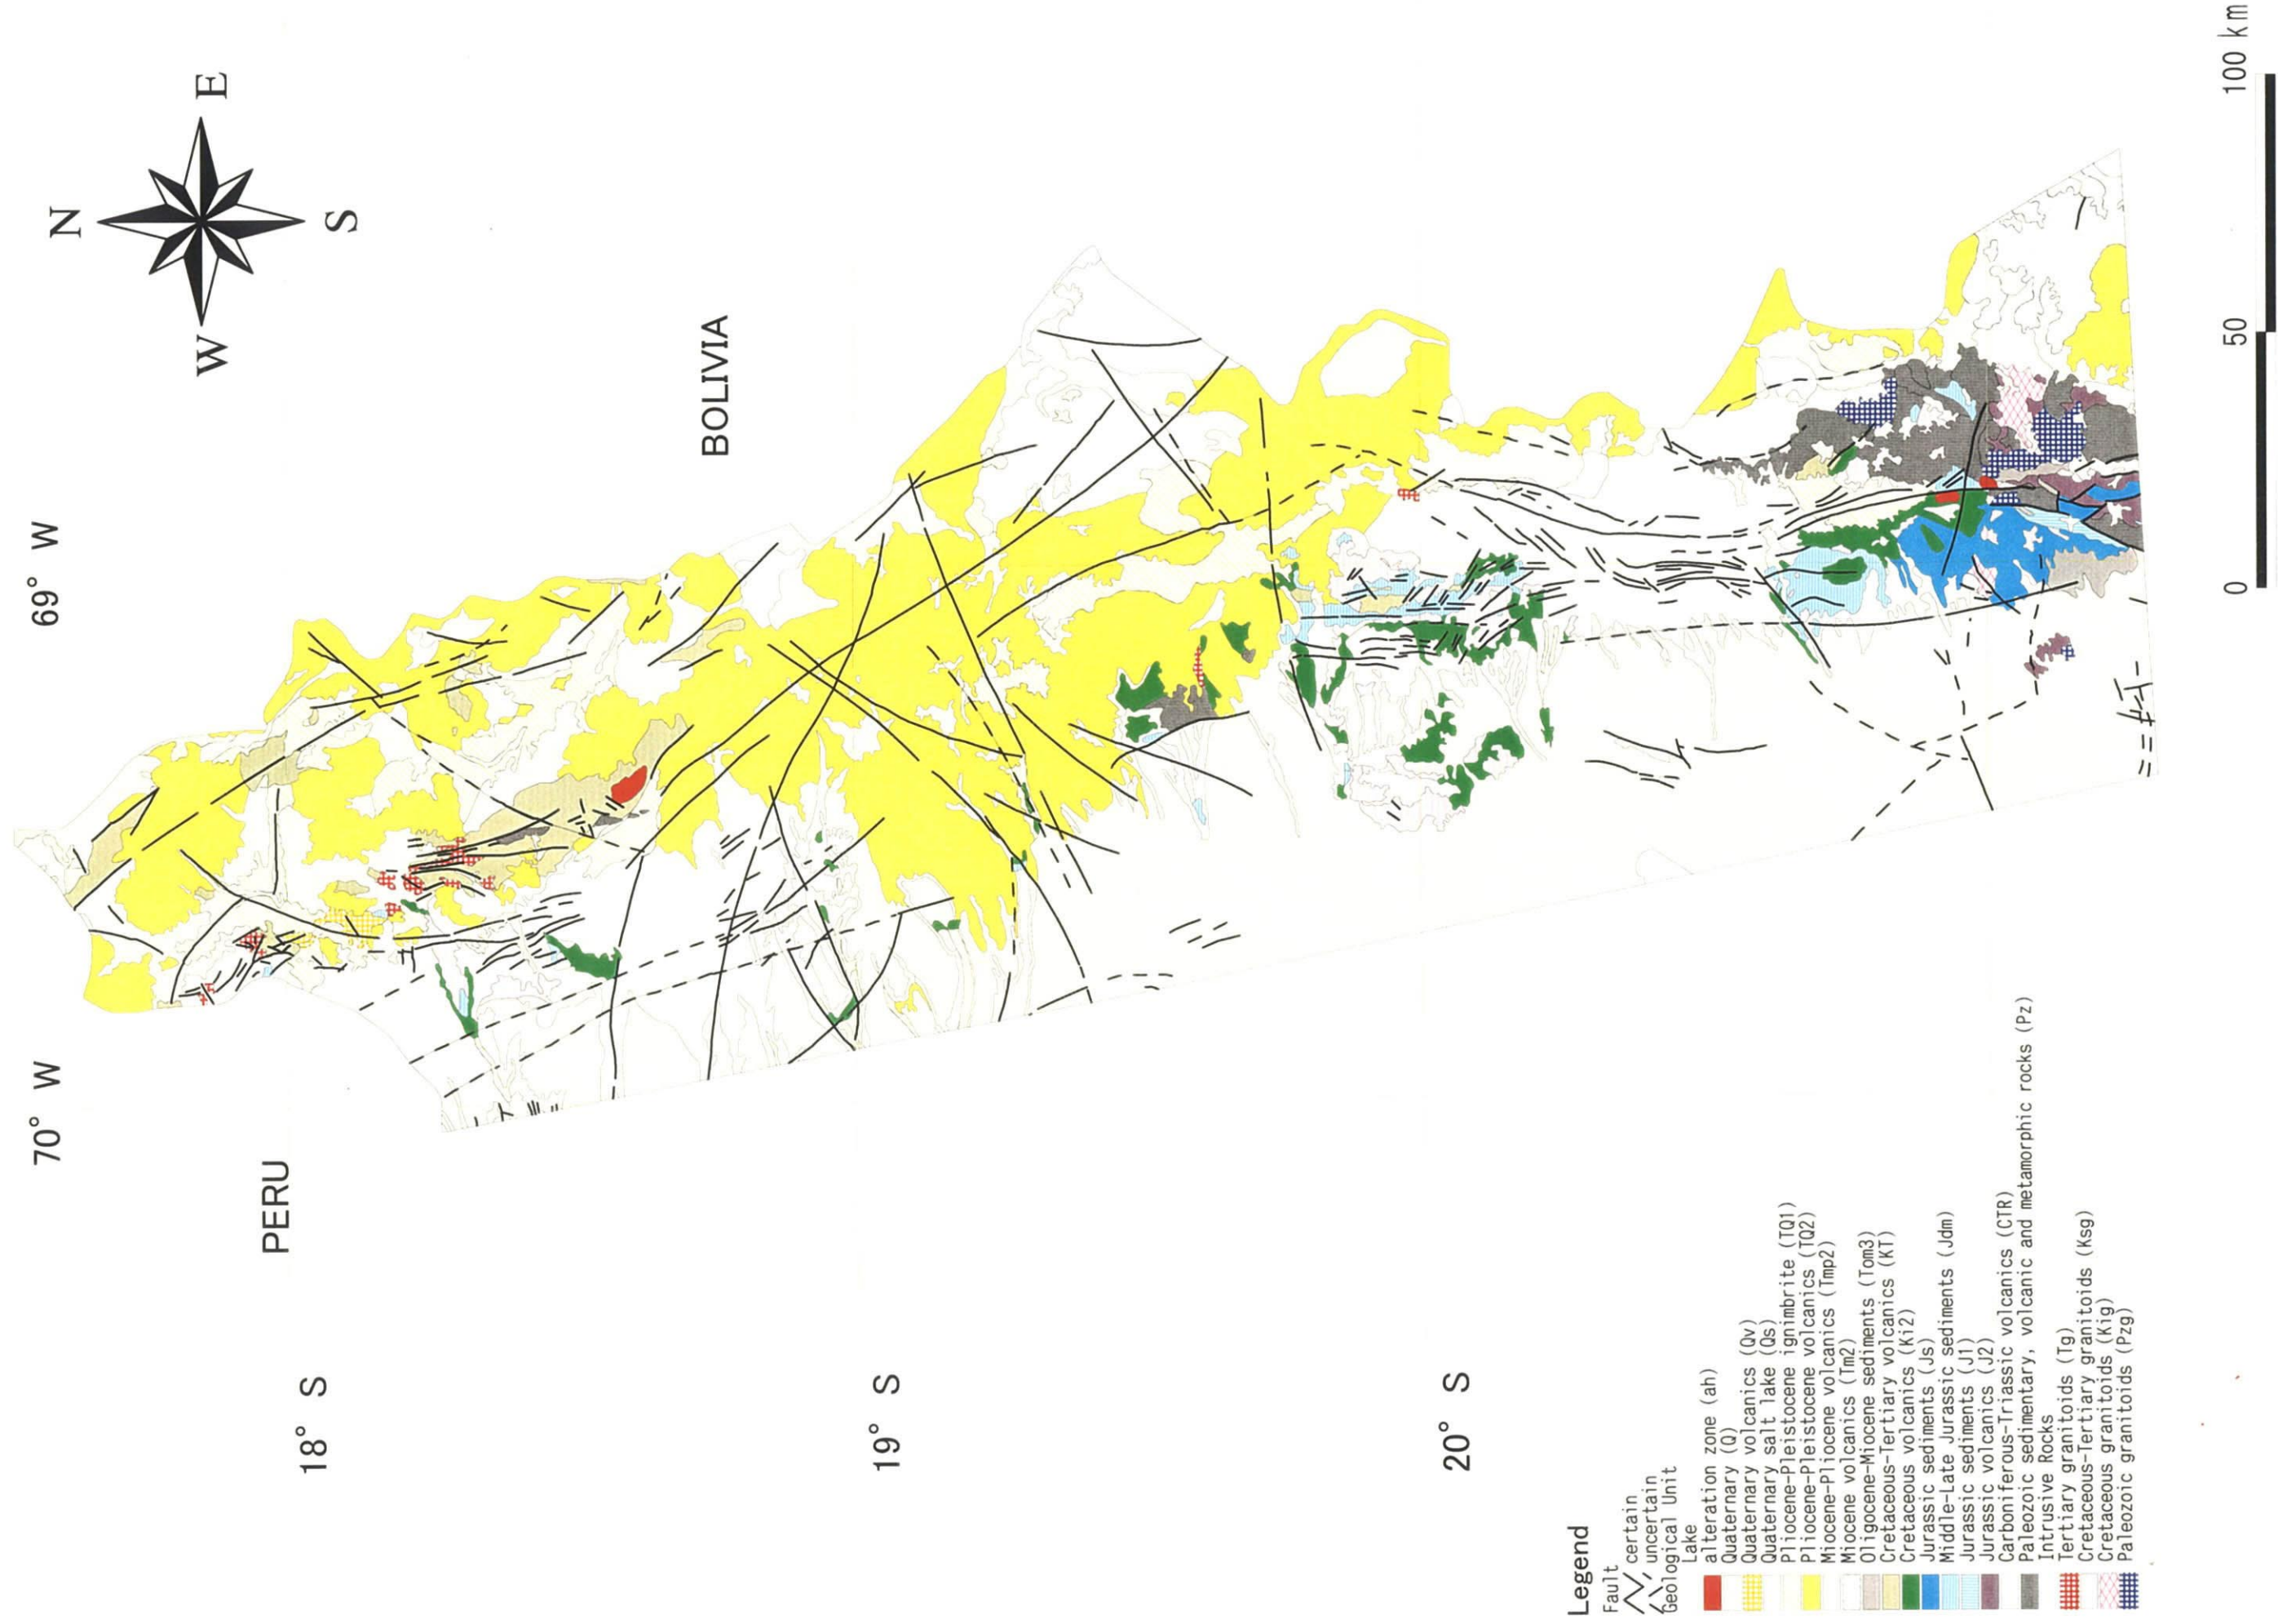 N
E
W
S
69° W
70° W
BOLIVIA
PERU
18° S
19° S
20° S
Legend
Fault
certain
uncertain
Geological Unit
Lake
alteration zone (ah)
Quaternary (Q)
Quaternary volcanics (Qv)
Quaternary salt lake (Qs)
Pliocene-Pleistocene ignimbrite (TQ1)
Pliocene-Pleistocene volcanics (TQ2)
Miocene-Pliocene volcanics (Tmp2)
Miocene volcanics (Tm2)
Oligocene-Miocene sediments (Tom3)
Cretaceous-Tertiary volcanics (KT)
Cretaceous volcanics (Ki2)
Jurassic sediments (Js)
Middle-Late Jurassic sediments (Jdm)
Jurassic sediments (J1)
Jurassic volcanics (J2)
Carboniferous-Triassic volcanics (CTR)
Paleozoic sedimentary, volcanic and metamorphic rocks (Pz)
Intrusive Rocks
Tertiary granitoids (Tg)
Cretaceous-Tertiary granitoids (Ksg)
Cretaceous granitoids (Kig)
Paleozoic granitoids (Pzg)
0 50 100 km